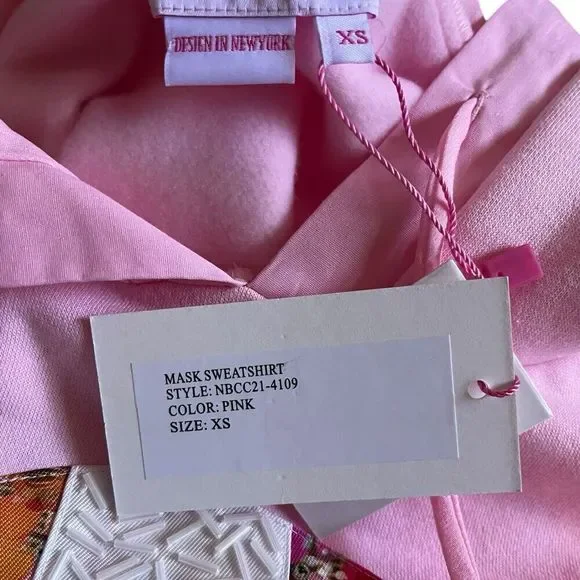 DESIGN IN NEWYORK
XS
MASK SWEATSHIRT
STYLE: NBCC21-4109
COLOR: PINK
SIZE: XS